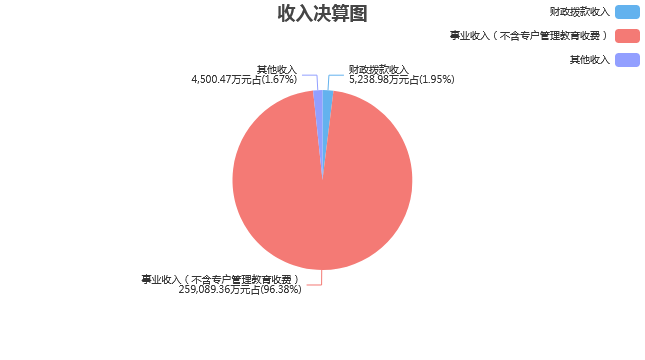 收入决算图
财政拨款收入
事业收入（不含专户管理教育收费）
其他收入
其他收入
4,500.47万元占(1.67%)
财政拨款收入
5,238.98万元占(1.95%)
事业收入（不含专户管理教育收费）
259,089.36万元占(96.38%)